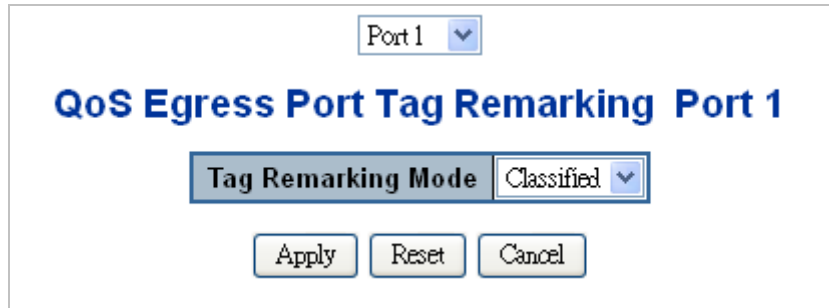 Port 1
QoS Egress Port Tag Remarking Port 1
Tag Remarking Mode Classified
Apply Reset Cancel